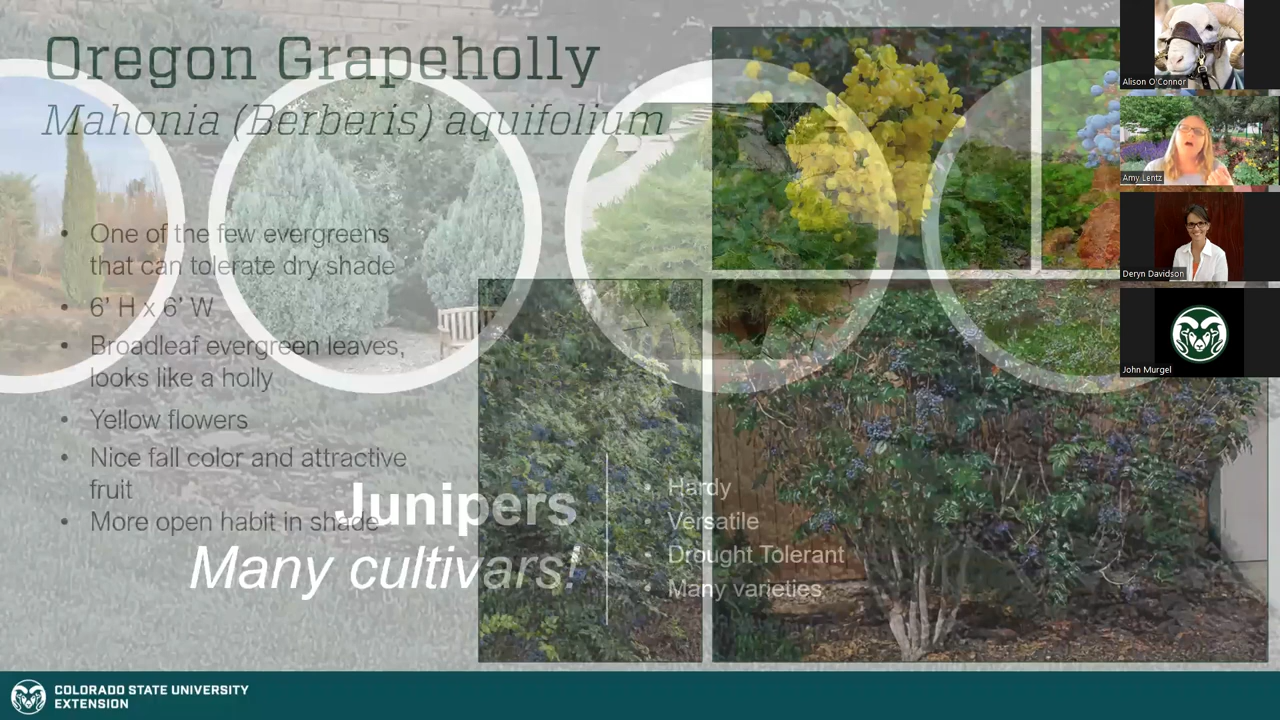 Oregon Grapeholly
Mahonia (Berberis) aquifolium
• One of the few evergreens
that can tolerate dry shade
• 6' H x 6' W
• Broadleaf evergreen leaves,
looks like a holly
• Yellow flowers
• Nice fall color and attractive
fruit
• More open habit in shade
Junipers
Many cultivars!
• Hardy
• Versatile
• Drought Tolerant
• Many varieties
Alison O'Connor
Amy Lentz
Deryn Davidson
John Murgel
COLORADO STATE UNIVERSITY
EXTENSION